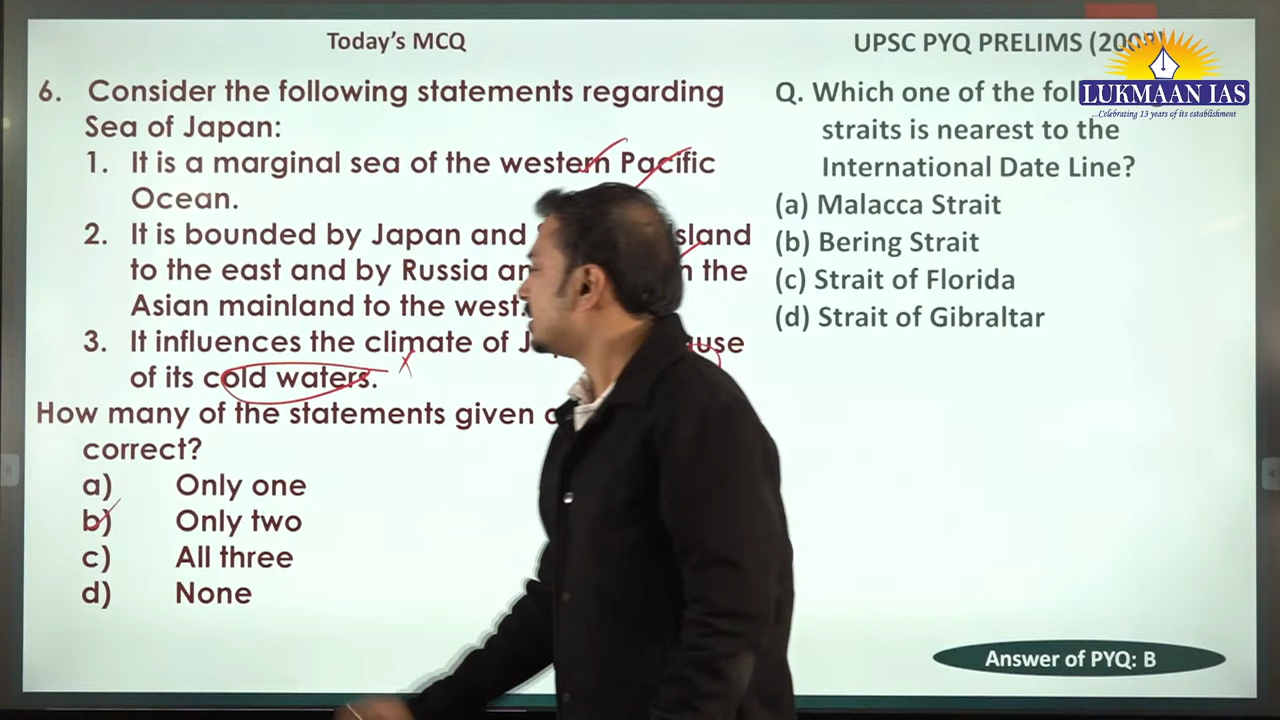 Today's MCQ
6. Consider the following statements regarding
Sea of Japan:
1. It is a marginal sea of the western Pacific
Ocean.
2. It is bounded by Japan and Island
to the east and by Russia the
Asian mainland to the west.
3. It influences the climate of
of its cold waters.
How many of the statements given
correct?
a) Only one
b) Only two
c) All three
d) None
UPSC PYQ PRELIMS
Q. Which one of the
straits is nearest to the
International Date Line?
(a) Malacca Strait
(b) Bering Strait
(c) Strait of Florida
(d) Strait of Gibraltar
Answer of PYQ: B
LUKMAAN IAS
...Celebrating 13 years of its establishment